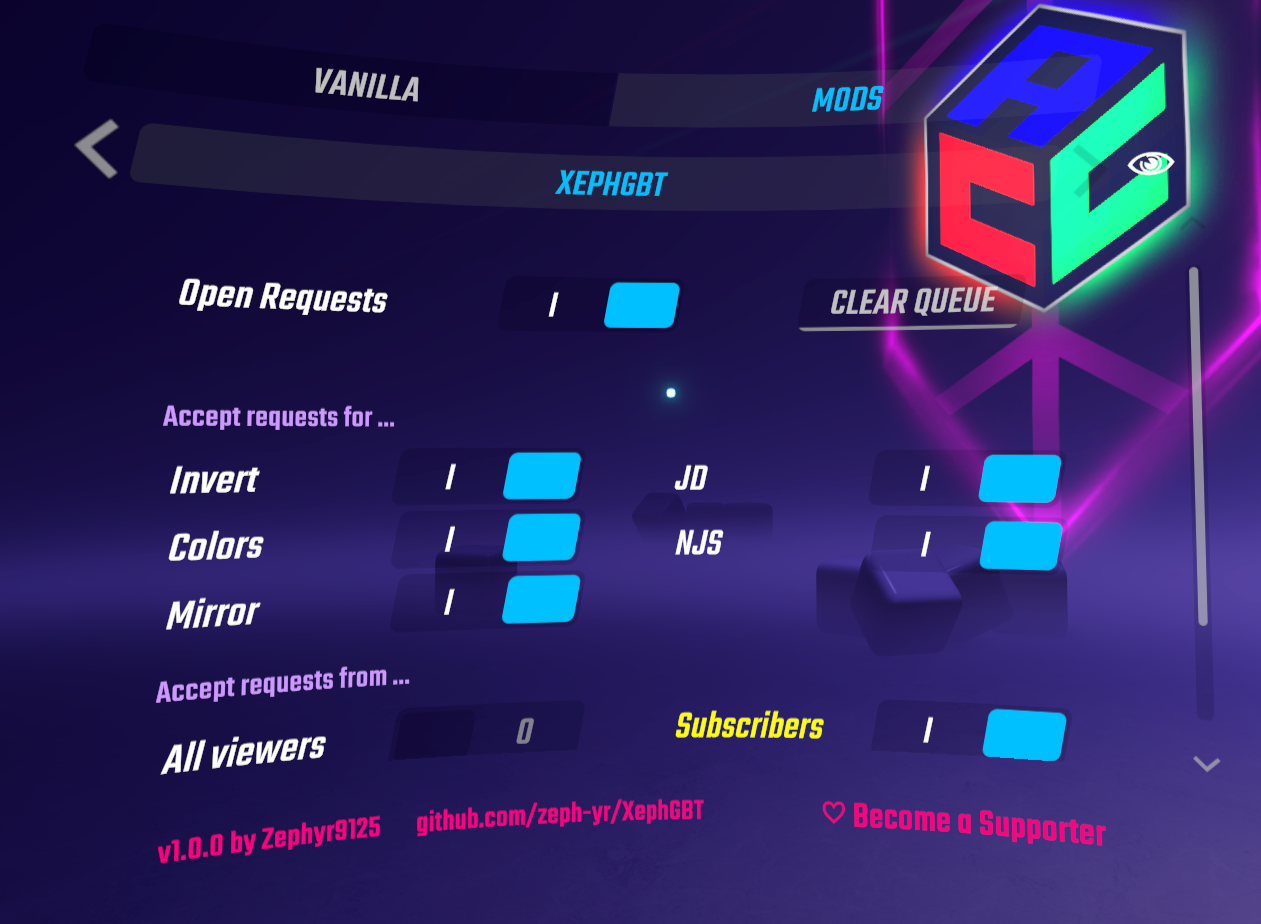 VANILLA
MODS
XEPHGBT
Open Requests
I
CLEAR QUEUE
Accept requests for ...
Invert
I
JD
I
Colors
I
NJS
I
Mirror
I
Accept requests from ...
All viewers
0
Subscribers
I
v1.0.0 by Zephyr9125
github.com/zeph-yr/XephGBT
♡ Become a Supporter
ACC